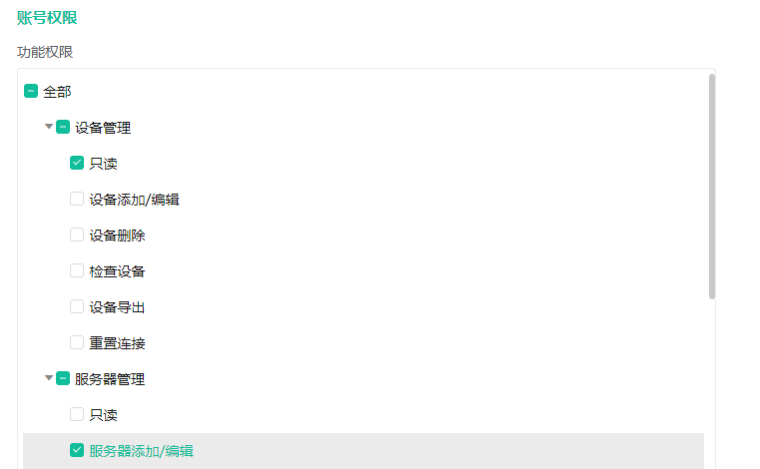 账号权限
功能权限
全部
设备管理
只读
设备添加/编辑
设备删除
检查设备
设备导出
重置连接
服务器管理
只读
服务器添加/编辑